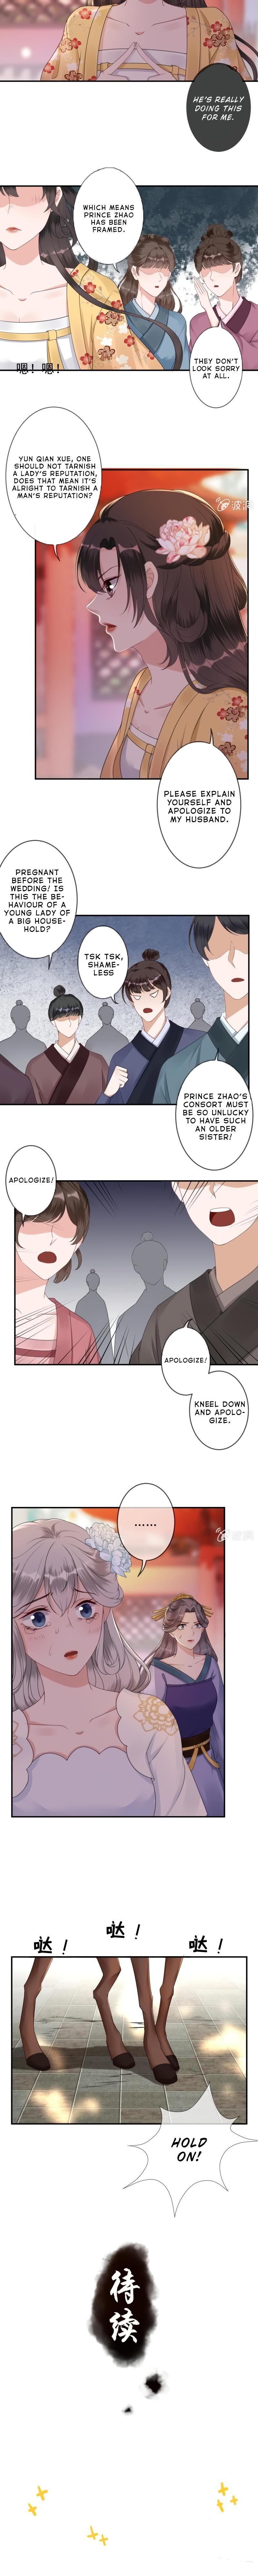 HE'S REALLY
DOING THIS
FOR ME.
WHICH MEANS
PRINCE ZHAO
HAS BEEN
FRAMED.
THEY DON'T
LOOK SORRY
AT ALL.
嗯！嗯！
YUN QIAN XUE, ONE
SHOULD NOT TARNISH
A LADY'S REPUTATION,
DOES THAT MEAN IT'S
ALRIGHT TO TARNISH A
MAN'S REPUTATION?
波洞
PLEASE EXPLAIN
YOURSELF AND
APOLOGIZE TO
MY HUSBAND.
PREGNANT
BEFORE THE
WEDDING! IS
THIS THE BE-
HAVIOUR OF A
YOUNG LADY OF
A BIG HOUSE-
HOLD?
TSK TSK,
SHAME-
LESS
PRINCE ZHAO'S
CONSORT MUST
BE SO UNLUCKY
TO HAVE SUCH
AN OLDER
SISTER!
APOLOGIZE!
APOLOGIZE!
KNEEL DOWN
AND APOLO-
GIZE.
......
波洞
哒！
哒！
哒！
HOLD
ON!
待续